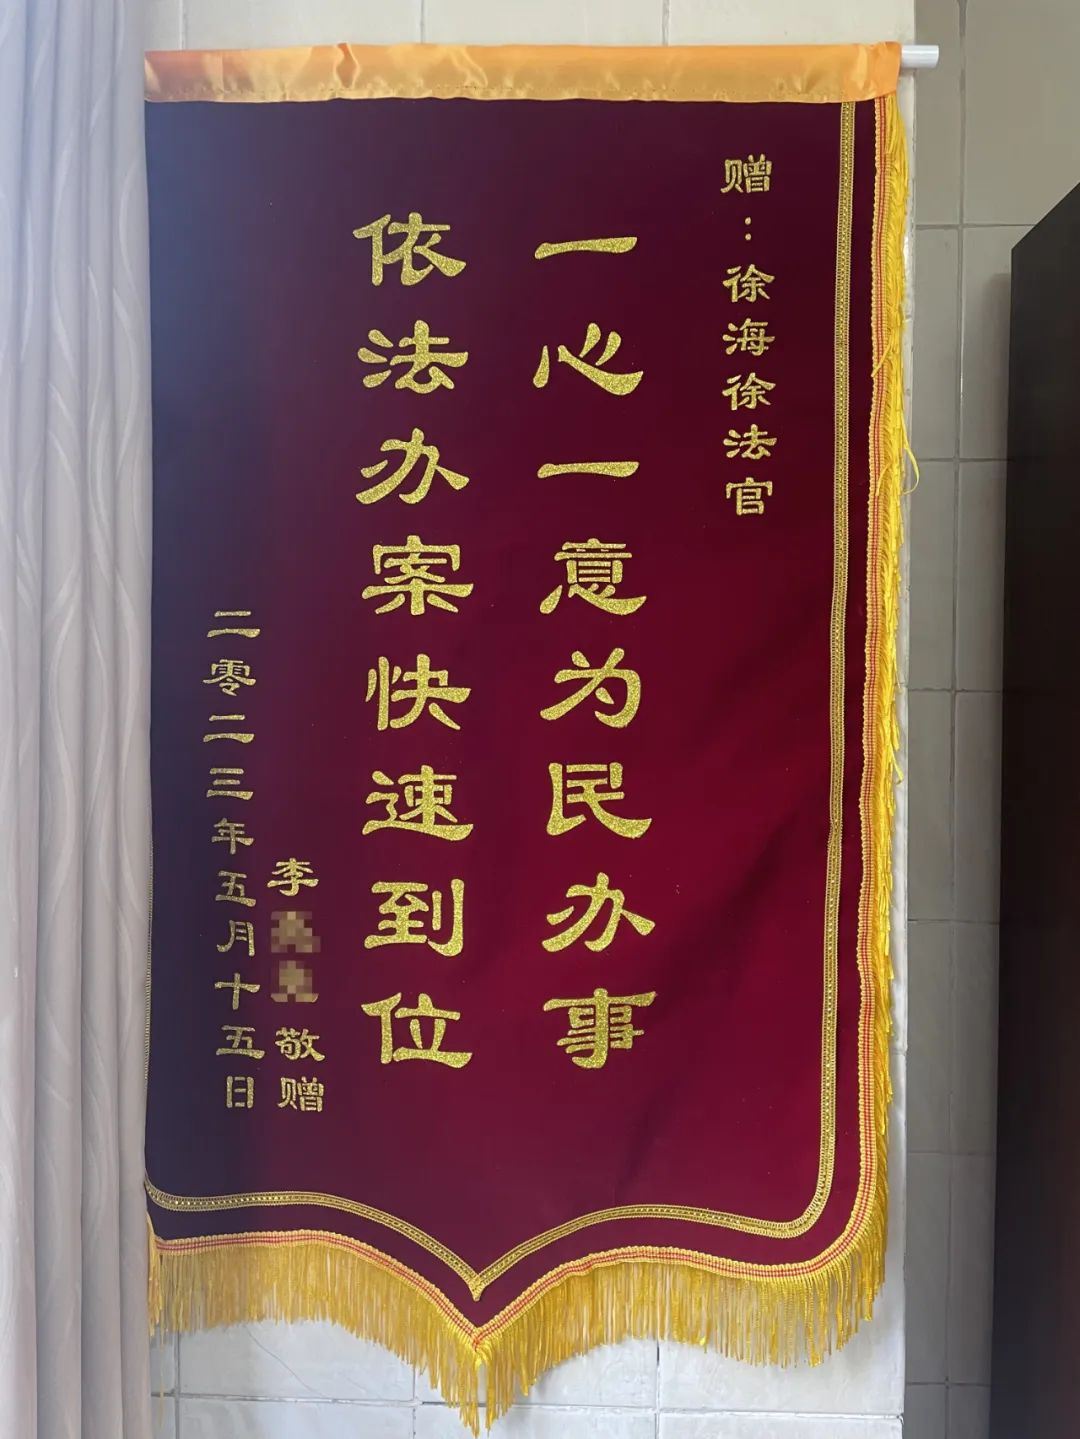 赠：徐海徐法官
一心一意为民办事
依法办案快速到位
李敬赠
二零二三年五月十五日